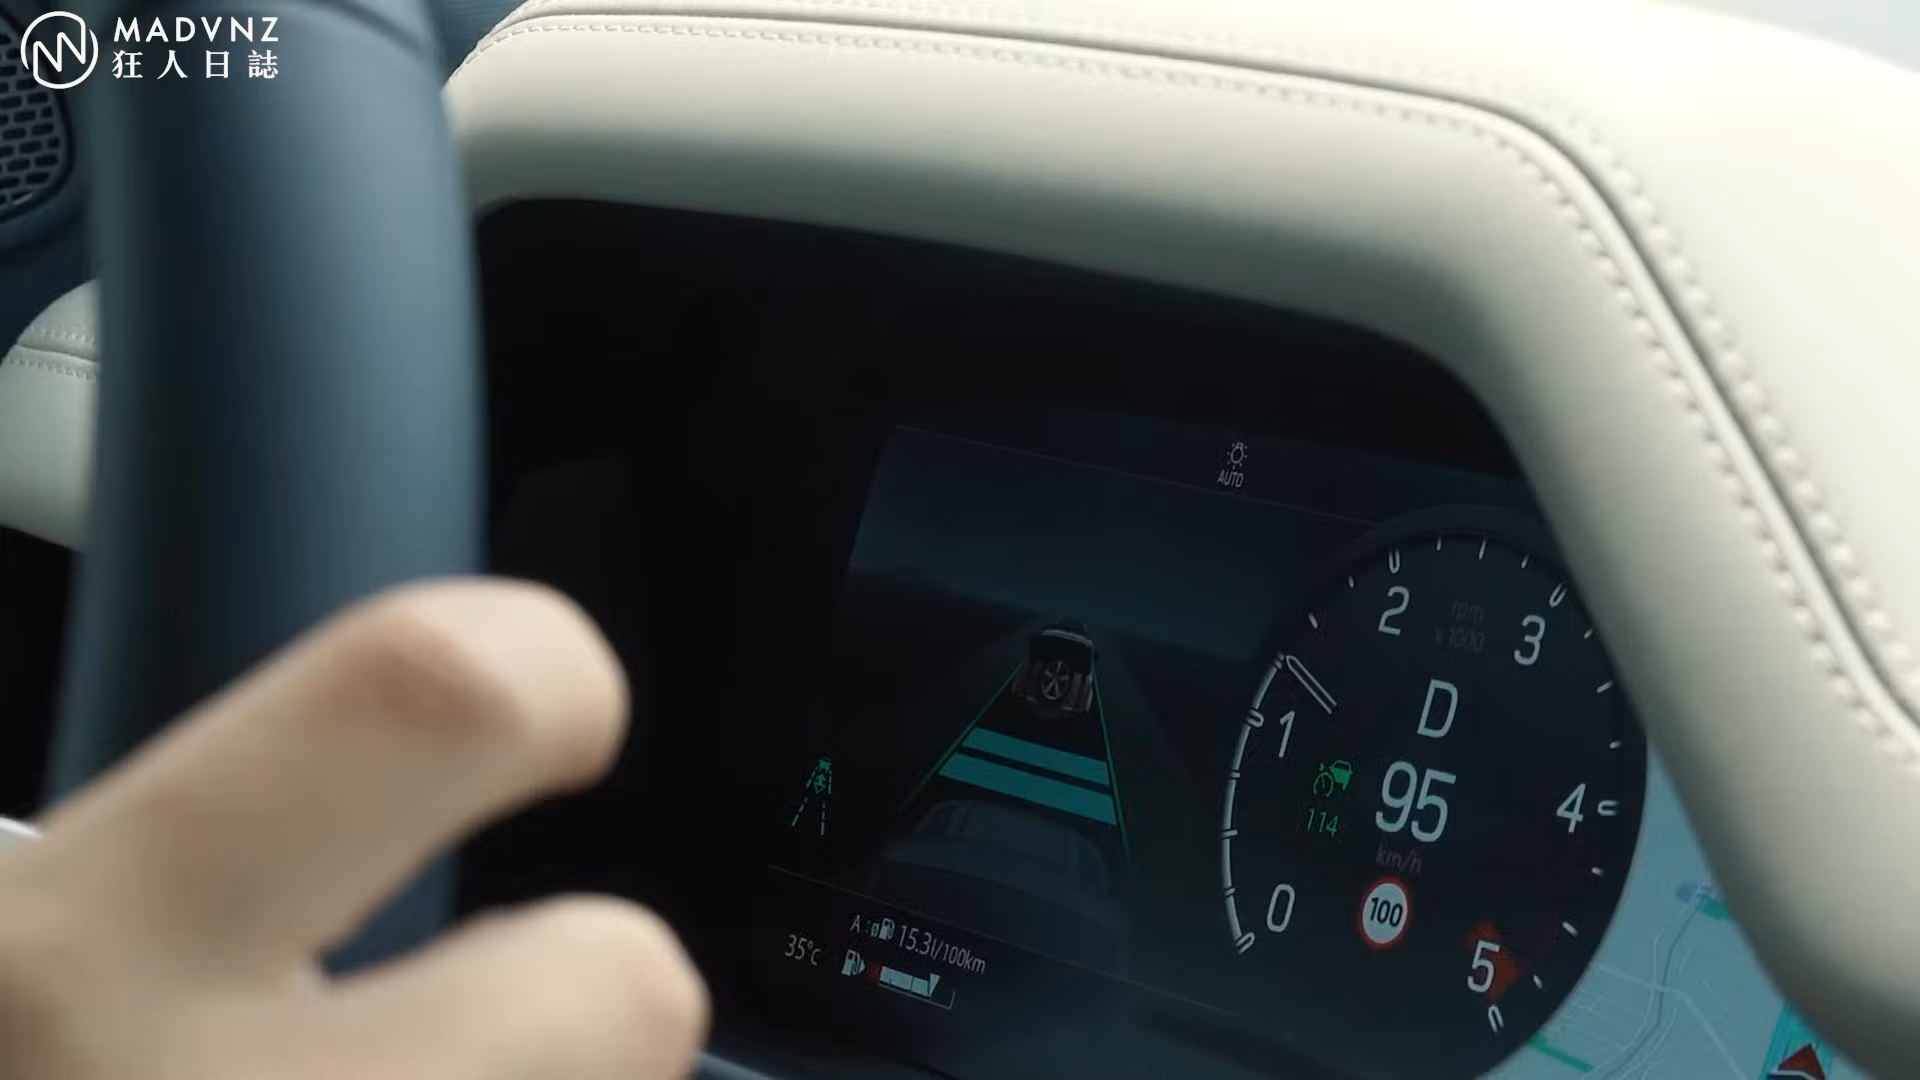 MADVNZ
狂人日誌
AUTO
2
rpm
x 1000
3
1
D
114
95
4
km/h
0
100
5
A : ø 15.3l/100km
35°c